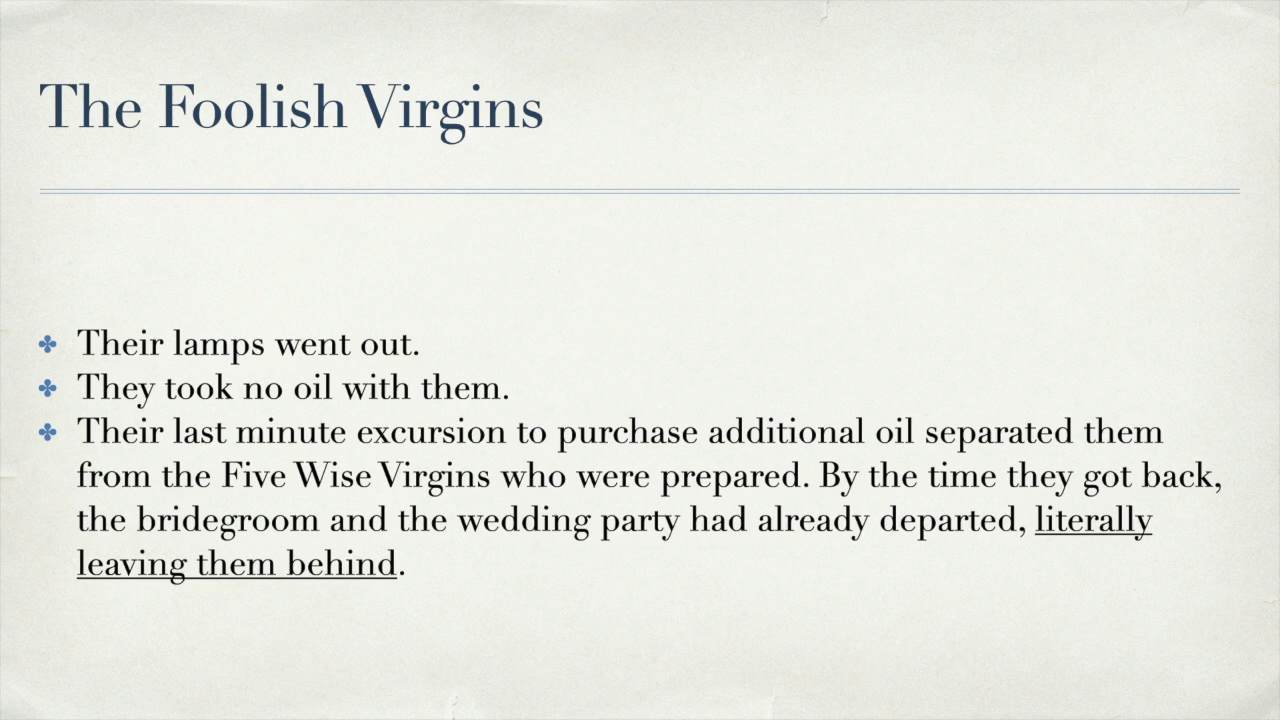 The Foolish Virgins
✤ Their lamps went out.
✤ They took no oil with them.
✤ Their last minute excursion to purchase additional oil separated them
from the Five Wise Virgins who were prepared. By the time they got back,
the bridegroom and the wedding party had already departed, literally
leaving them behind.